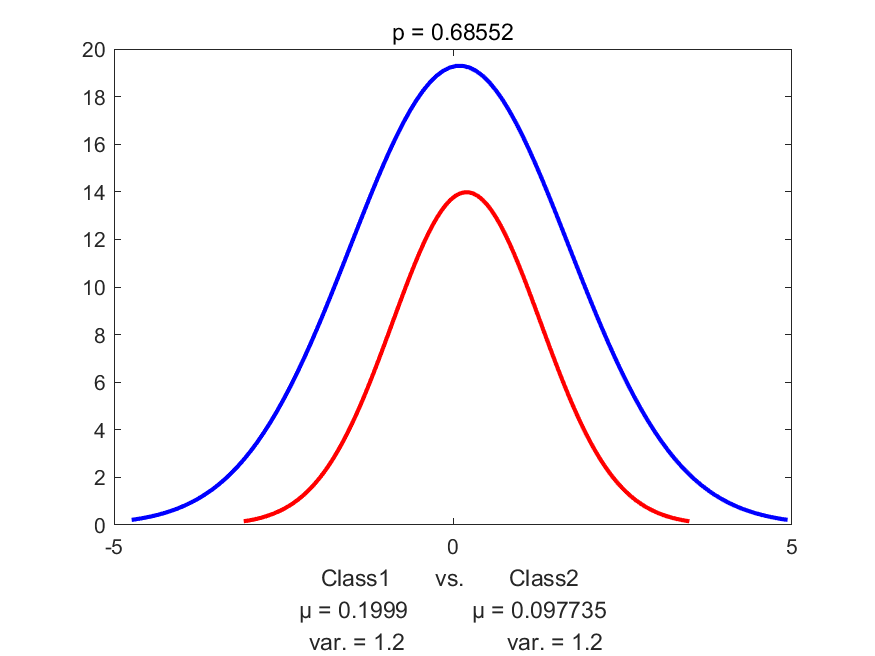 p = 0.68552
20
18
16
14
12
10
8
6
4
2
0
-5 0 5
Class1 vs. Class2
μ = 0.1999 μ = 0.097735
var. = 1.2 var. = 1.2